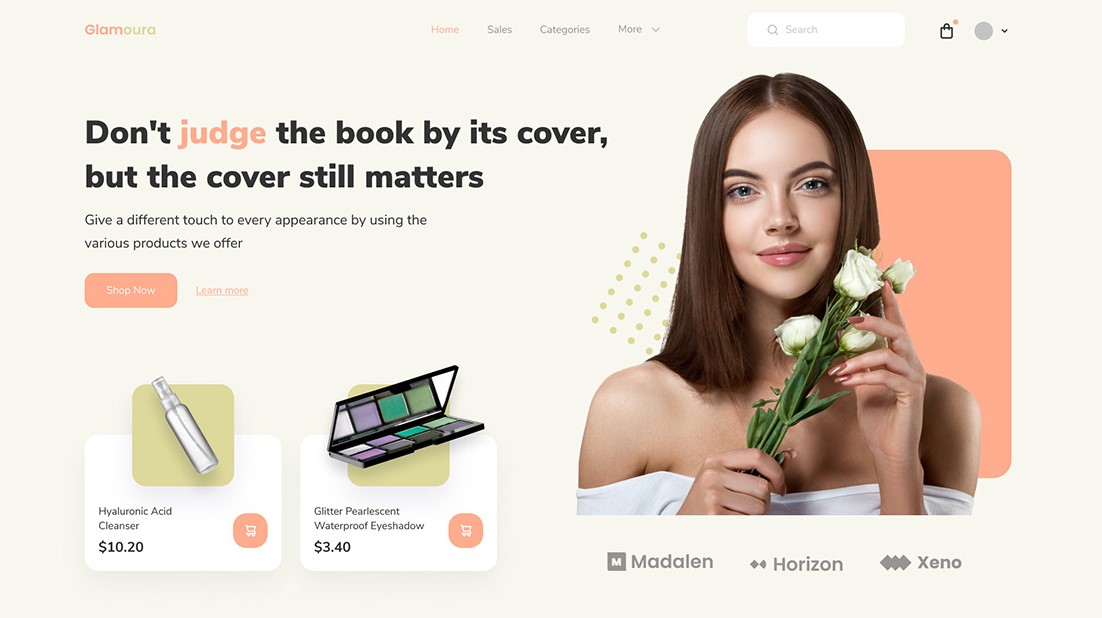 Glamoura
Home
Sales
Categories
More
Search
Don't judge the book by its cover,
but the cover still matters
Give a different touch to every appearance by using the
various products we offer
Shop Now
Learn more
Hyaluronic Acid
Cleanser
$10.20
Glitter Pearlescent
Waterproof Eyeshadow
$3.40
M Madalen
Horizon
Xeno